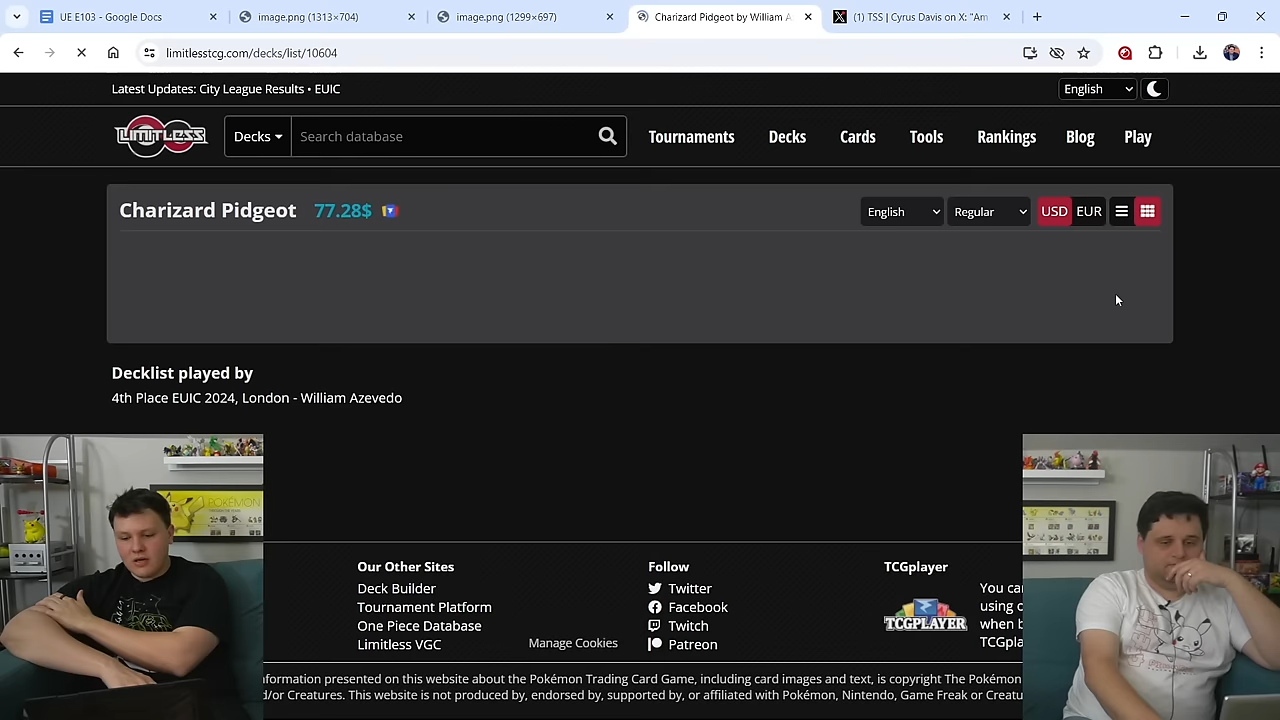 UE E103 - Google Docs
image.png (1313×704)
image.png (1299×697)
Charizard Pidgeot by William A
(1) TSS | Cyrus Davis on X: "Am
limitlesstcg.com/decks/list/10604
Latest Updates: City League Results • EUIC
English
LIMITLESS
Decks
Search database
Tournaments
Decks
Cards
Tools
Rankings
Blog
Play
Charizard Pidgeot
77.28$
English
Regular
USD
EUR
Decklist played by
4th Place EUIC 2024, London - William Azevedo
POKÉMON
Our Other Sites
Deck Builder
Tournament Platform
One Piece Database
Limitless VGC
Manage Cookies
Follow
Twitter
Facebook
Twitch
Patreon
TCGplayer
TCGPLAYER
You ca
using
when b
TCGpla
nformation presented on this website about the Pokémon Trading Card Game, including card images and text, is copyright The Pokémon
d/or Creatures. This website is not produced by, endorsed by, supported by, or affiliated with Pokémon, Nintendo, Game Freak or Creatu